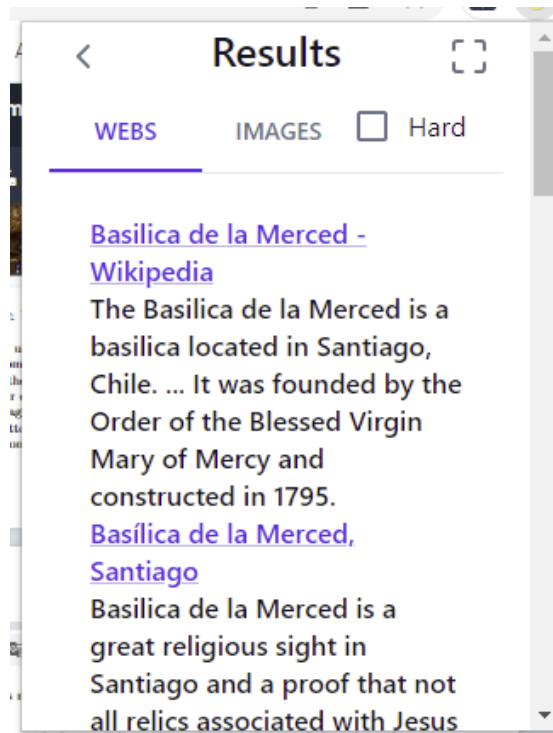 Results
WEBS IMAGES Hard
Basilica de la Merced -
Wikipedia
The Basilica de la Merced is a
basilica located in Santiago,
Chile. ... It was founded by the
Order of the Blessed Virgin
Mary of Mercy and
constructed in 1795.
Basílica de la Merced,
Santiago
Basilica de la Merced is a
great religious sight in
Santiago and a proof that not
all relics associated with Jesus